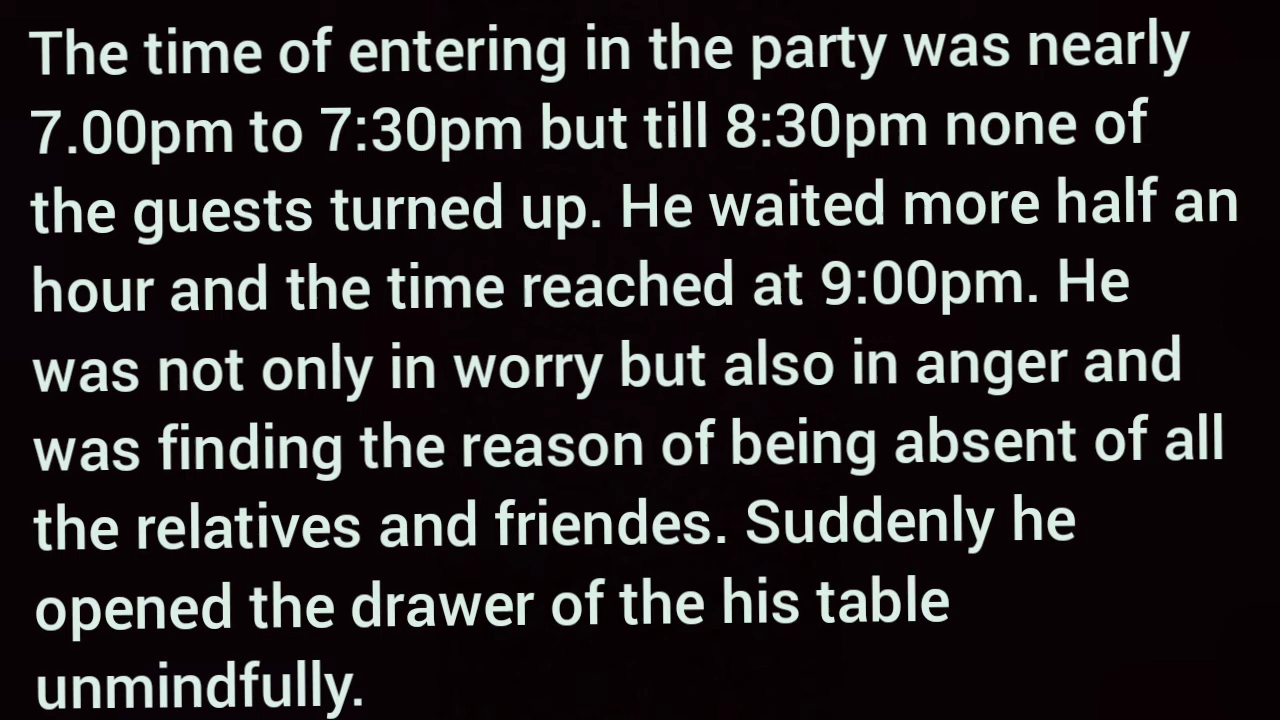 The time of entering in the party was nearly
7.00pm to 7:30pm but till 8:30pm none of
the guests turned up. He waited more half an
hour and the time reached at 9:00pm. He
was not only in worry but also in anger and
was finding the reason of being absent of all
the relatives and friendes. Suddenly he
opened the drawer of the his table
unmindfully.